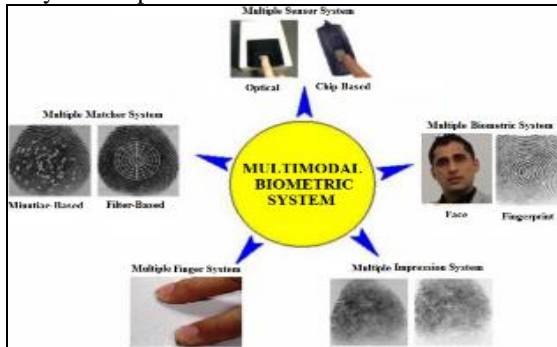 Multiple Sensor System
Optical
Chip Based
Multiple Matcher System
Minutiae-Based
Filter-Based
Multiple Biometric System
Face
Fingerprint
MULTIMODAL
BIOMETRIC
SYSTEM
Multiple Finger System
Multiple Impression System